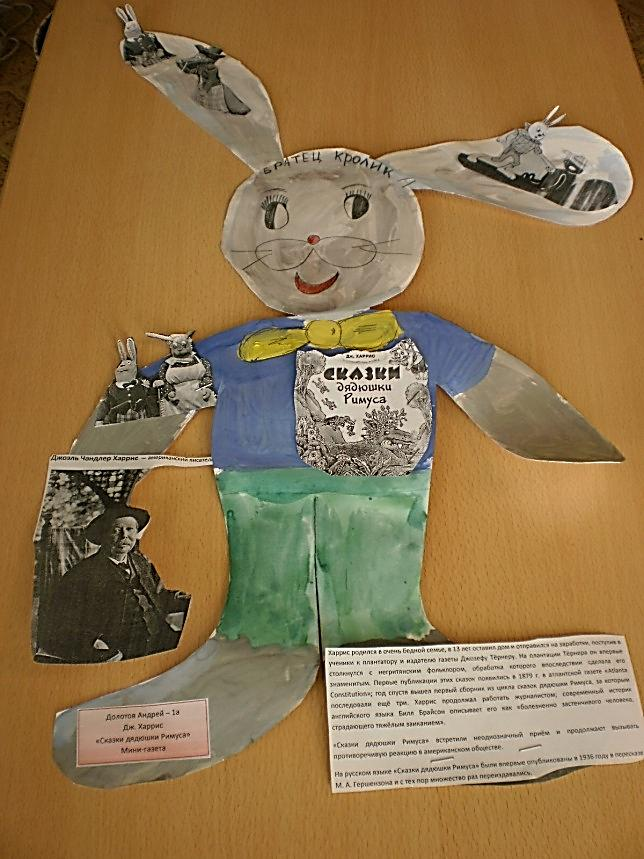 БРАТЕЦ КРОЛИК
ДЖ. ХАРРИС
СКАЗКИ
дядюшки
Римуса
Джоэль Чандлер Харрис — американский писатель
Харрис родился в очень бедной семье, в 13 лет оставил дом и отправился на заработки, поступив в
ученики к плантатору и издателю газеты Джозефу Тёрнеру. На плантации Тёрнера он впервые
столкнулся с негритянским фольклором, обработка которого впоследствии сделала его
знаменитым. Первые публикации этих сказок появились в 1879 г. в атлантской газете «Atlanta
Constitution»; год спустя вышел первый сборник из цикла сказок дядюшки Римуса, за которым
последовали ещё три. Харрис продолжал работать журналистом; современный историк
английского языка Билл Брайсон описывает его как «болезненно застенчивого человека,
страдающего тяжёлым заиканием».
«Сказки дядюшки Римуса» встретили неоднозначный приём и продолжают вызывать
противоречивую реакцию в американском обществе.
На русском языке «Сказки дядюшки Римуса» были впервые опубликованы в 1936 году в пересказе
М. А. Гершензона и с тех пор множество раз переиздавались.
Долотов Андрей – 1а
Дж. Харрис
«Сказки дядюшки Римуса»
Мини-газета